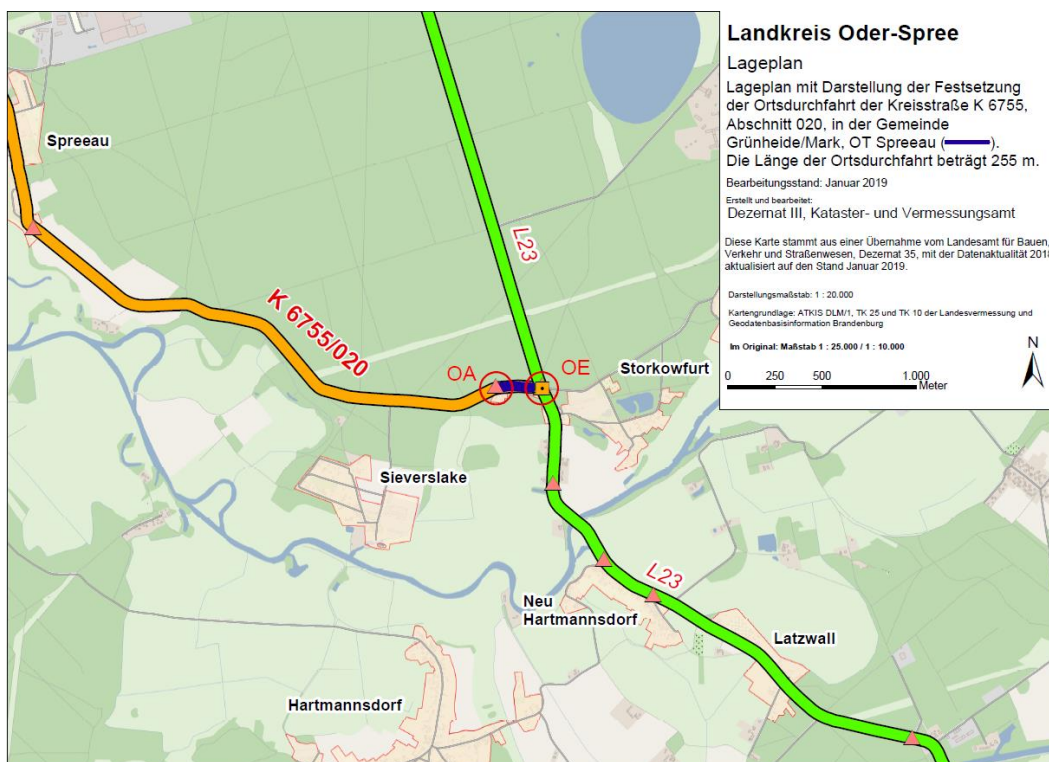 Landkreis Oder-Spree
Lageplan
Lageplan mit Darstellung der Festsetzung
der Ortsdurchfahrt der Kreisstraße K 6755,
Abschnitt 020, in der Gemeinde
Grünheide/Mark, OT Spreeau ( ).
Die Länge der Ortsdurchfahrt beträgt 255 m.
Bearbeitungsstand: Januar 2019
Erstellt und bearbeitet:
Dezernat III, Kataster- und Vermessungsamt
Diese Karte stammt aus einer Übernahme vom Landesamt für Bauen,
Verkehr und Straßenwesen, Dezernat 35, mit der Datenaktualität 2018
aktualisiert auf den Stand Januar 2019.
Darstellungsmaßstab: 1 : 20.000
Kartengrundlage: ATKIS DLM/1, TK 25 und TK 10 der Landesvermessung und
Geodatenbasisinformation Brandenburg
Im Original: Maßstab 1 : 25.000 / 1 : 10.000
N
0 250 500 1.000
Meter
Spreeau
L23
K 6755/020
OA
OE
Storkowfurt
Sieverslake
L23
Neu
Hartmannsdorf
Latzwall
Hartmannsdorf